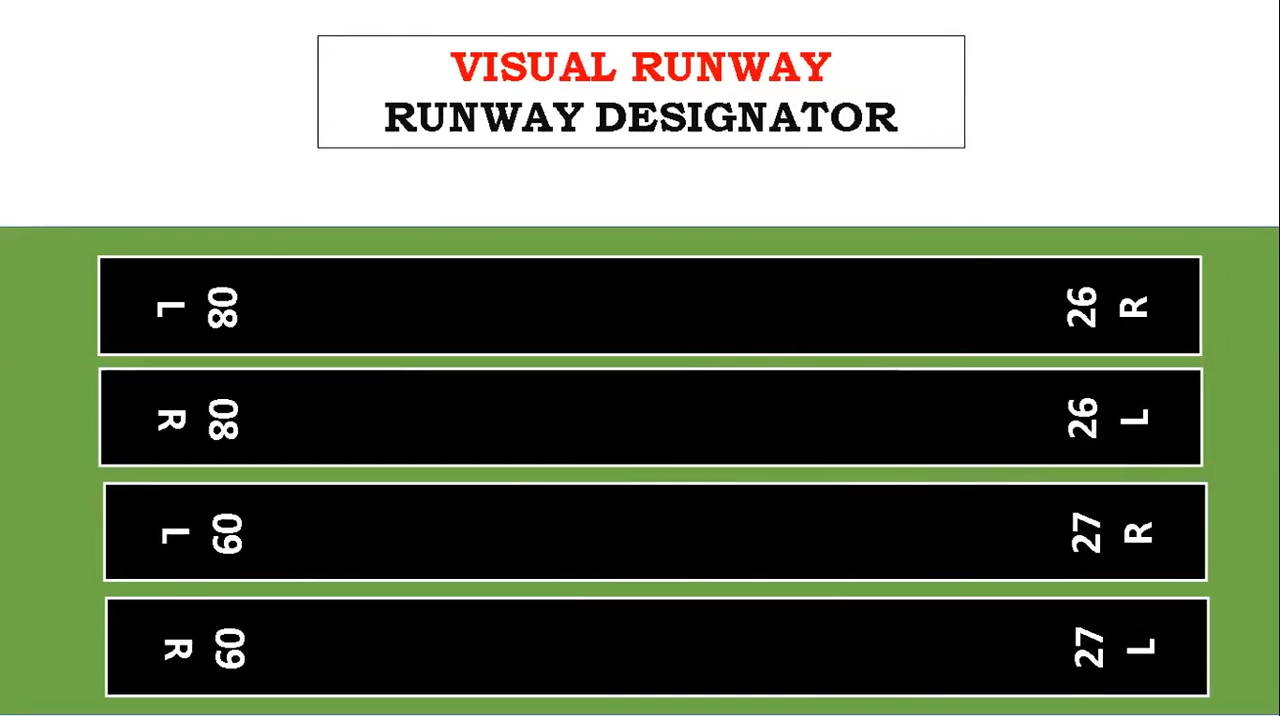 VISUAL RUNWAY
RUNWAY DESIGNATOR
L 08 26 R
R 08 26 L
L 09 27 R
R 09 27 L